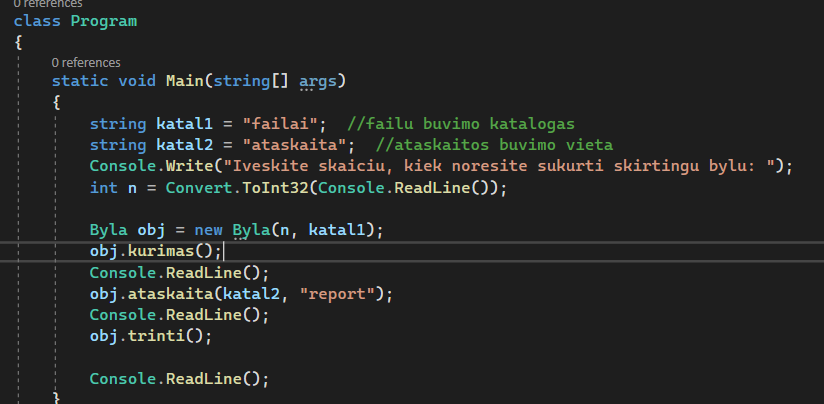 0 references
class Program
{
0 references
static void Main(string[] args)
{
string katal1 = "failai";  //failu buvimo katalogas
string katal2 = "ataskaita";  //ataskaitos buvimo vieta
Console.Write("Iveskite skaiciu, kiek noresite sukurti skirtingu bylu: ");
int n = Convert.ToInt32(Console.ReadLine());
Byla obj = new Byla(n, katal1);
obj.kurimas();
Console.ReadLine();
obj.ataskaita(katal2, "report");
Console.ReadLine();
obj.trinti();
Console.ReadLine();
}